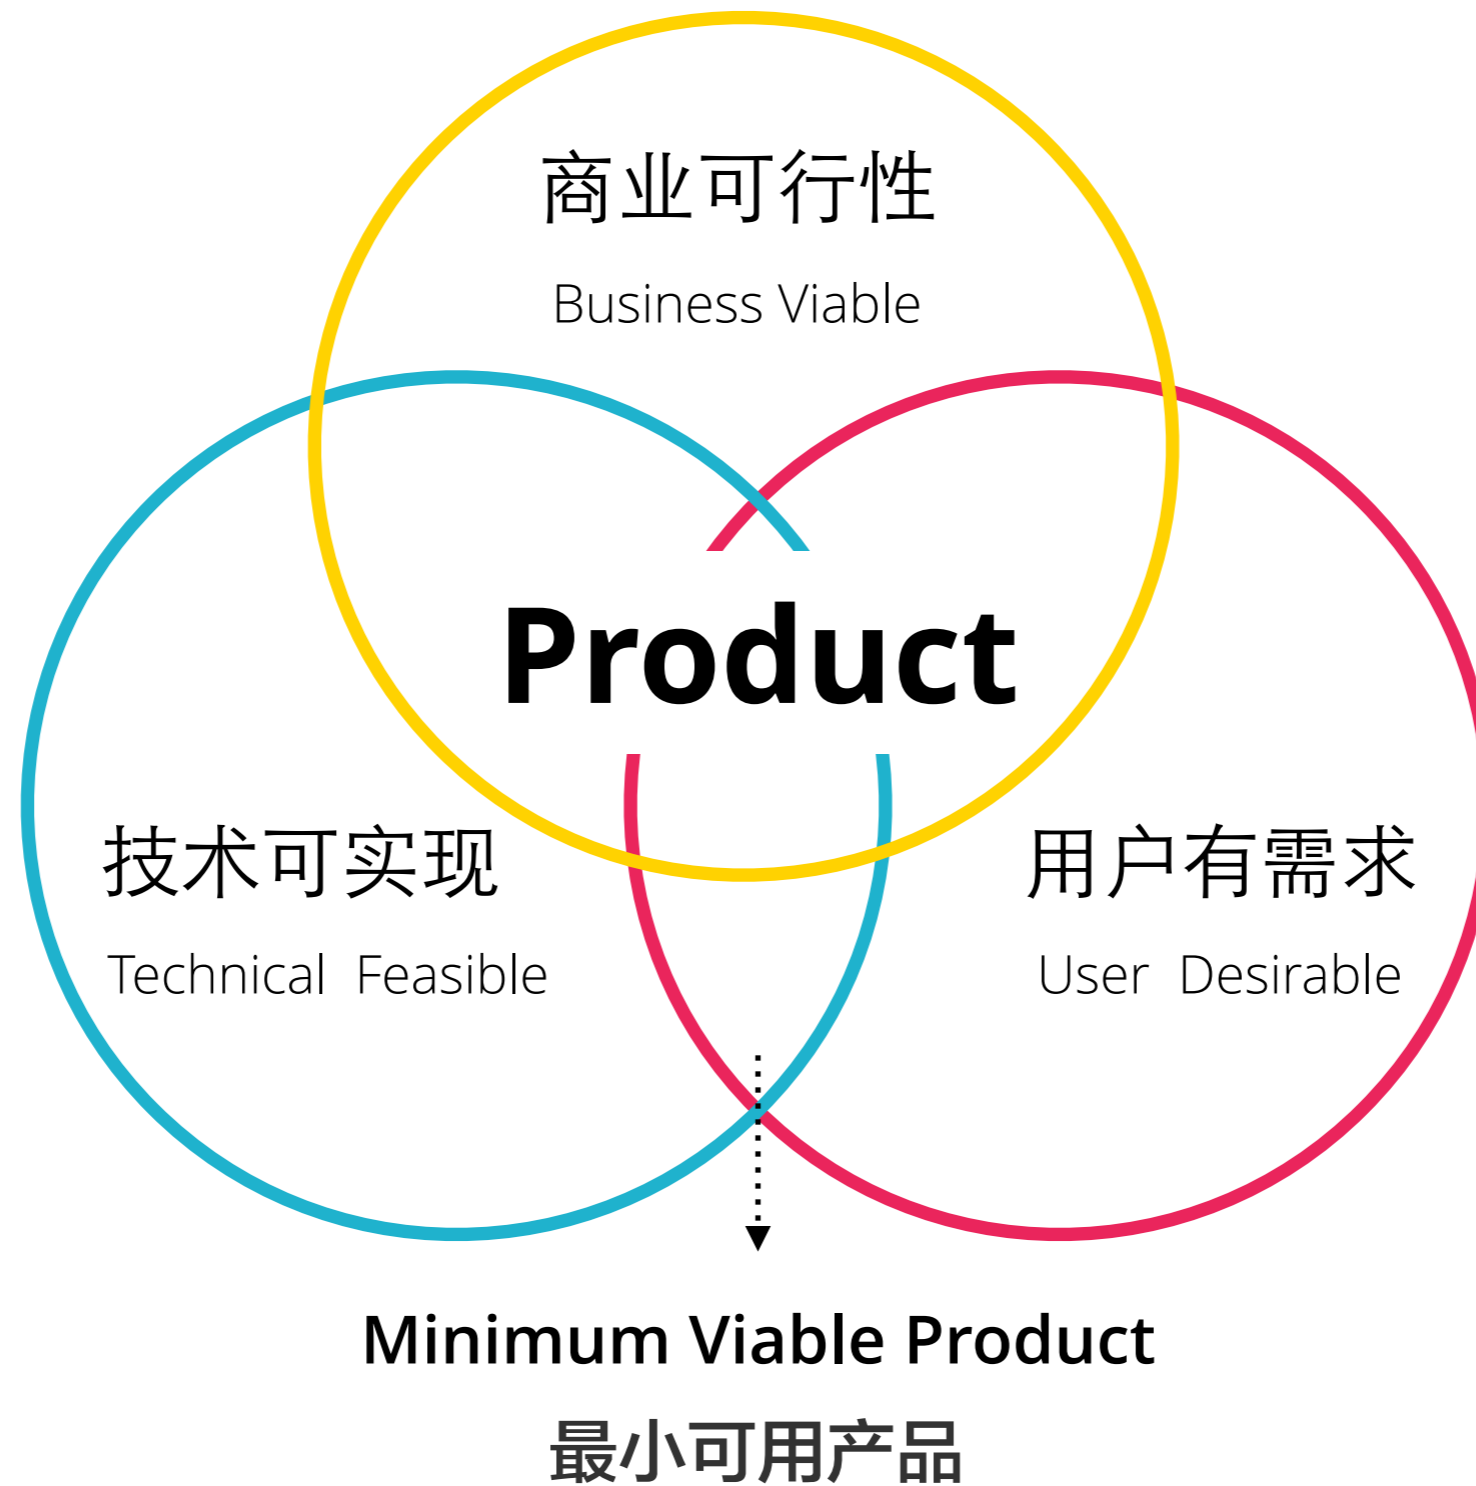 商业可行性
Business Viable
Product
技术可实现
Technical Feasible
用户有需求
User Desirable
Minimum Viable Product
最小可用产品